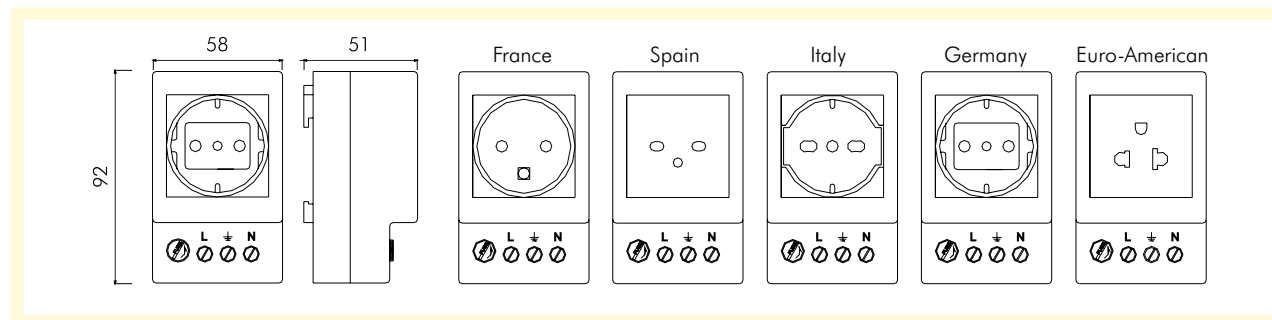 58
51
France
Spain
Italy
Germany
Euro-American
92
L N
L N
L N
L N
L N
L N